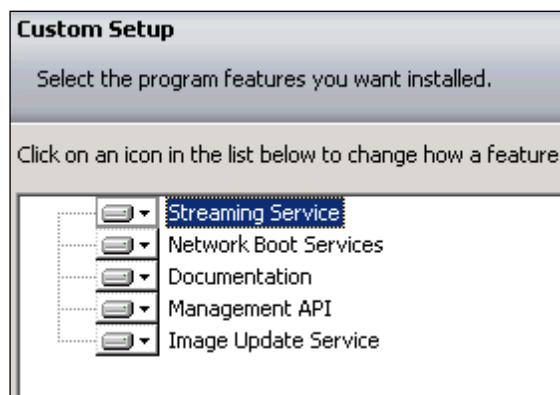 Custom Setup
Select the program features you want installed.
Click on an icon in the list below to change how a feature
Streaming Service
Network Boot Services
Documentation
Management API
Image Update Service